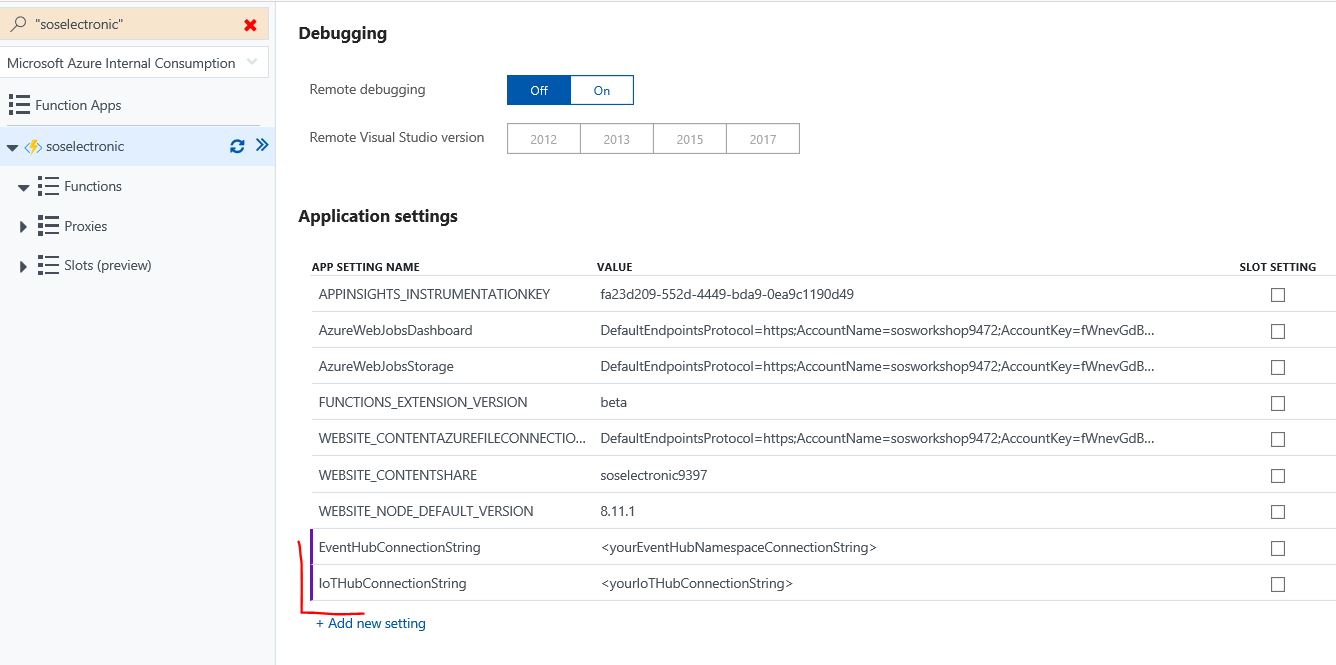 "soselectronic"
Microsoft Azure Internal Consumption
Function Apps
soselectronic
Functions
Proxies
Slots (preview)
Debugging
Remote debugging Off On
Remote Visual Studio version 2012 2013 2015 2017
Application settings
APP SETTING NAME VALUE SLOT SETTING
APPINSIGHTS_INSTRUMENTATIONKEY fa23d209-552d-4449-bda9-0ea9c1190d49
AzureWebJobsDashboard DefaultEndpointsProtocol=https;AccountName=sosworkshop9472;AccountKey=fWnevGdB...
AzureWebJobsStorage DefaultEndpointsProtocol=https;AccountName=sosworkshop9472;AccountKey=fWnevGdB...
FUNCTIONS_EXTENSION_VERSION beta
WEBSITE_CONTENTAZUREFILECONNECTIO... DefaultEndpointsProtocol=https;AccountName=sosworkshop9472;AccountKey=fWnevGdB...
WEBSITE_CONTENTSHARE soselectronic9397
WEBSITE_NODE_DEFAULT_VERSION 8.11.1
EventHubConnectionString <yourEventHubNamespaceConnectionString>
IoTHubConnectionString <yourIoTHubConnectionString>
+ Add new setting